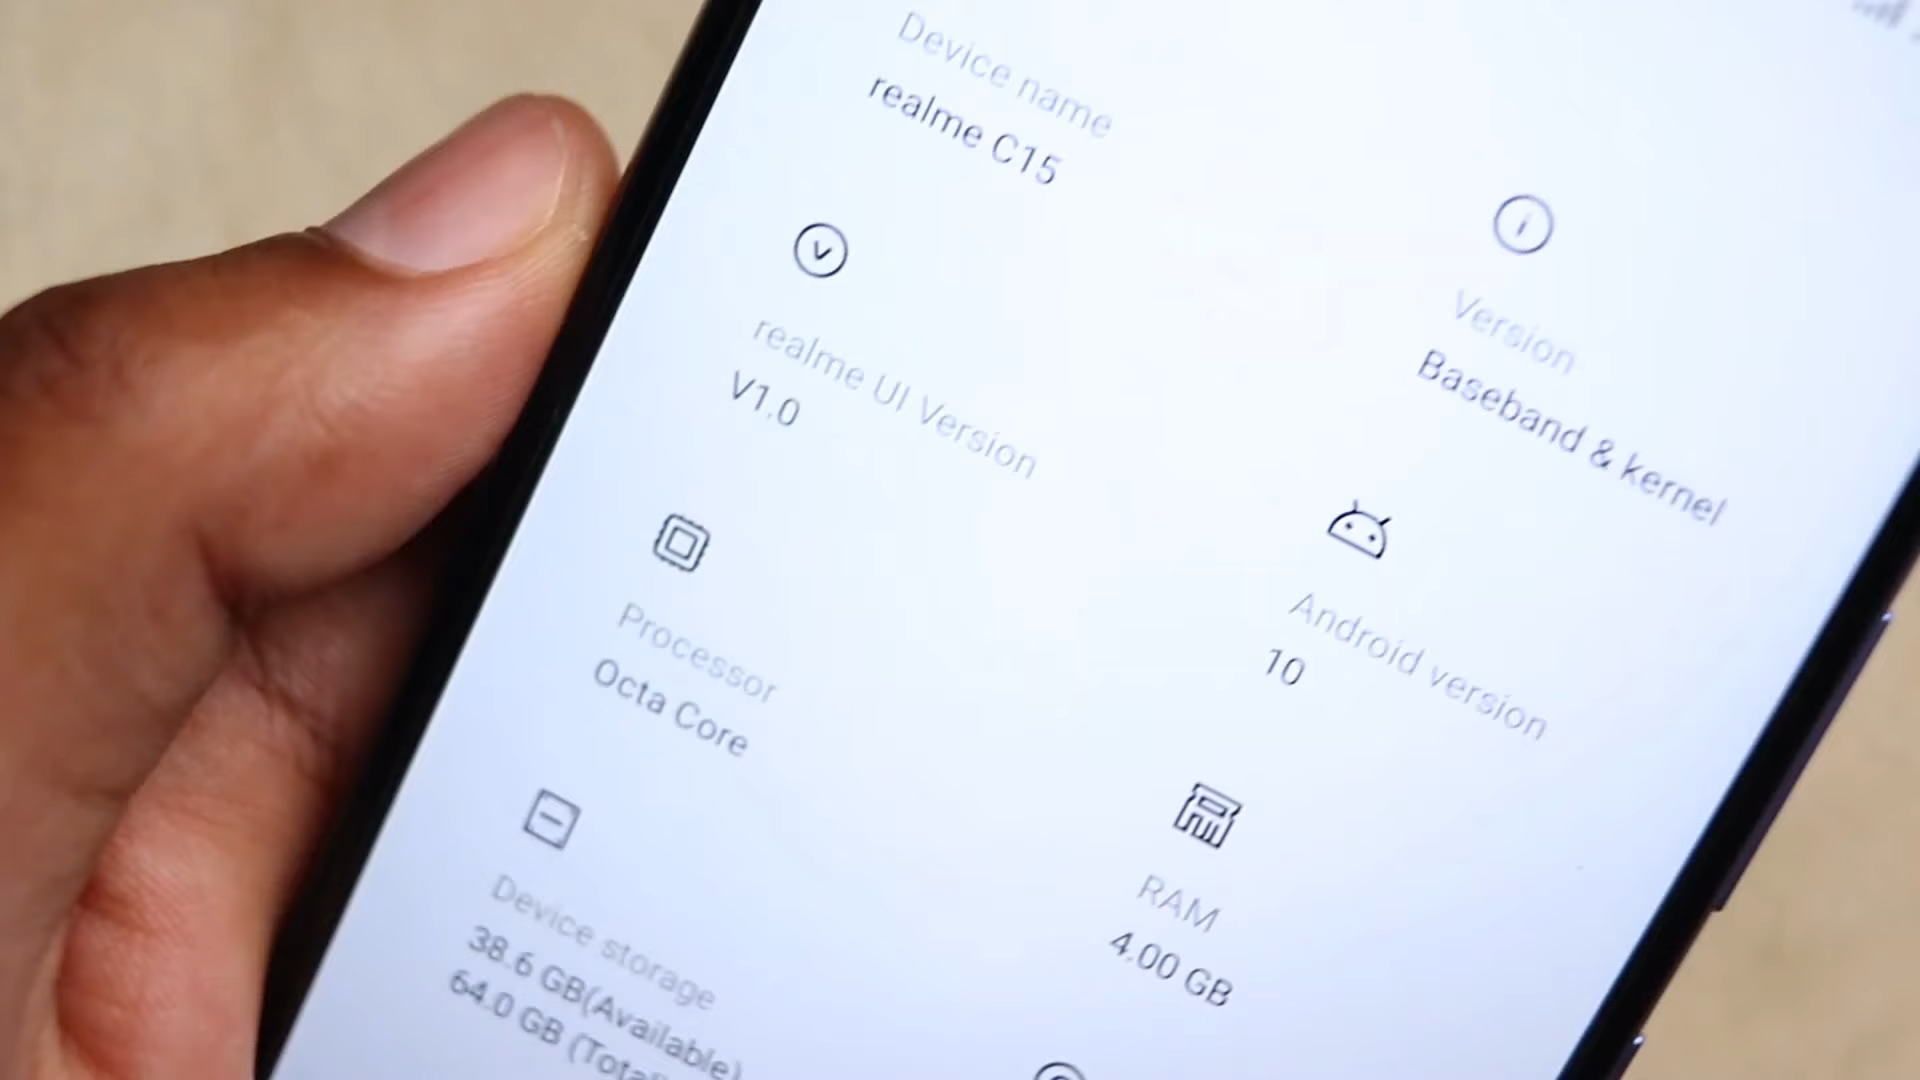 Device name
realme C15
Version
Baseband & kernel
realme UI Version
V1.0
Android version
10
Processor
Octa Core
RAM
4.00 GB
Device storage
38.6 GB(Available)
64.0 GB (Total